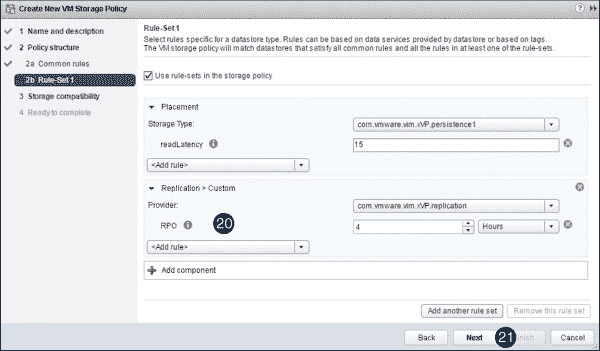 Create New VM Storage Policy
1 Name and description
2 Policy structure
2a Common rules
2b Rule-Set 1
3 Storage compatibility
4 Ready to complete
Rule-Set 1
Select rules specific for a datastore type. Rules can be based on data services provided by datastore or based on tags.
The VM storage policy will match datastores that satisfy all common rules and all the rules in at least one of the rule-sets.
Use rule-sets in the storage policy
Placement
Storage Type: com.vmware.vim.xVP.persistence1
readLatency 15
<Add rule>
Replication > Custom
Provider: com.vmware.vim.xVP.replication
RPO 20 4 Hours
<Add rule>
Add component
Add another rule set Remove this rule set
Back Next 21 Finish Cancel